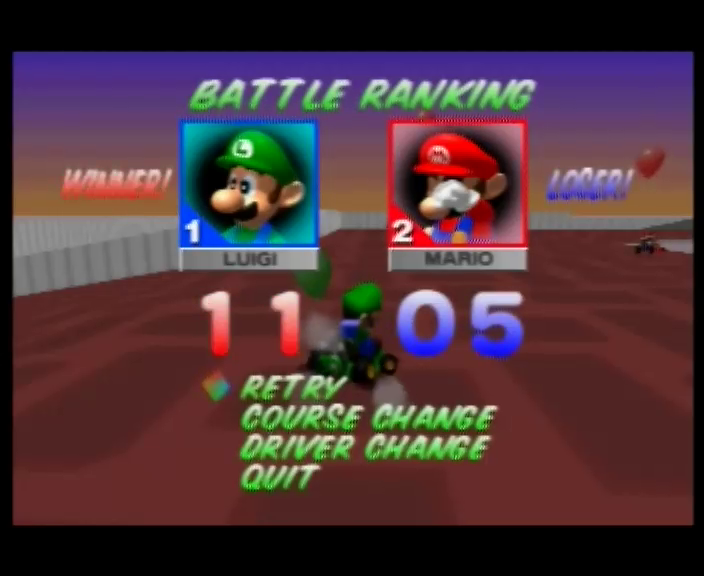 BATTLE RANKING
WINNER!
L
M
LOSER!
1
2
LUIGI
MARIO
11
05
RETRY
COURSE CHANGE
DRIVER CHANGE
QUIT